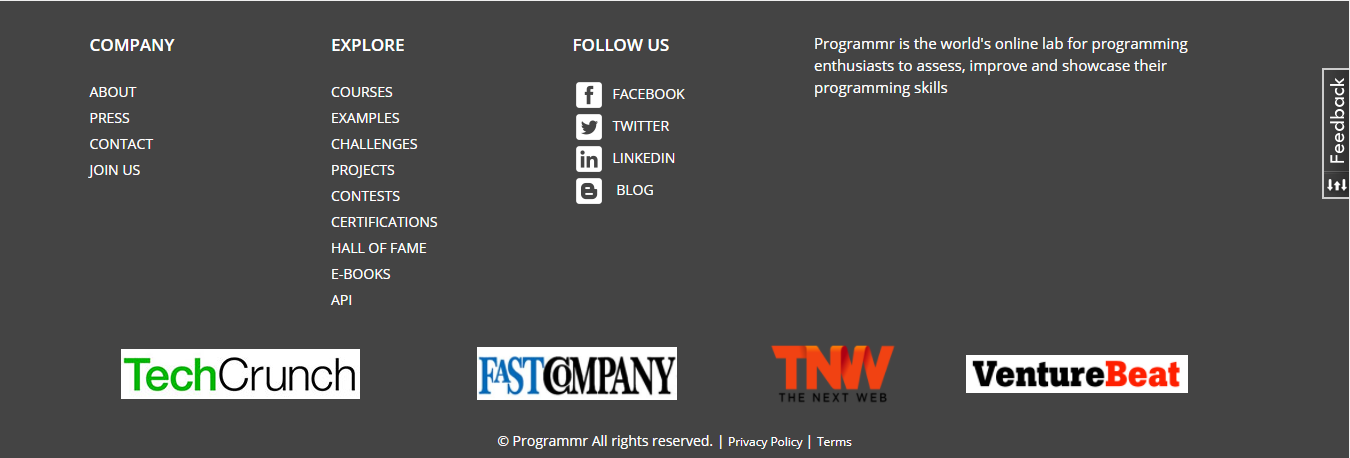 COMPANY
ABOUT
PRESS
CONTACT
JOIN US
EXPLORE
COURSES
EXAMPLES
CHALLENGES
PROJECTS
CONTESTS
CERTIFICATIONS
HALL OF FAME
E-BOOKS
API
FOLLOW US
FACEBOOK
TWITTER
LINKEDIN
BLOG
Programmr is the world's online lab for programming
enthusiasts to assess, improve and showcase their
programming skills
Feedback
TechCrunch
FAST COMPANY
TNW
THE NEXT WEB
VentureBeat
© Programmr All rights reserved. | Privacy Policy | Terms